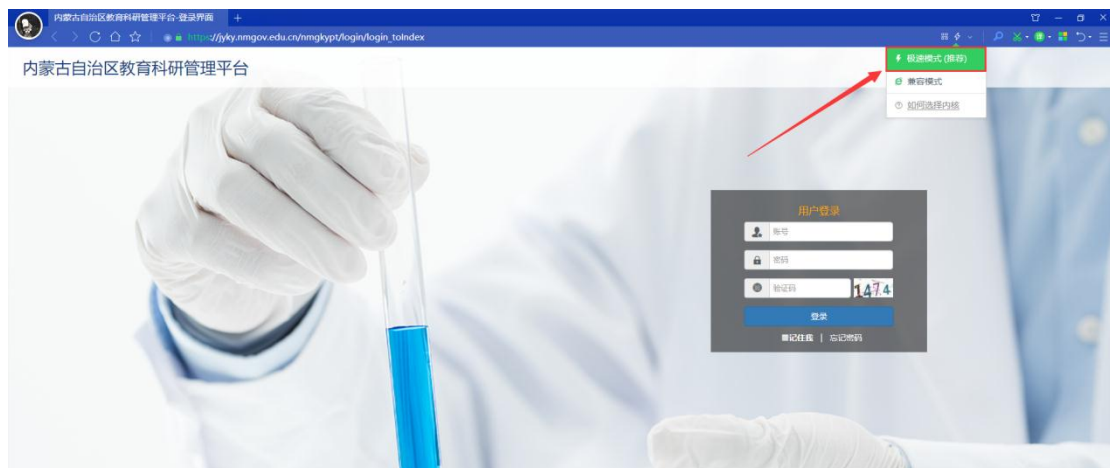 内蒙古自治区教育科研管理平台-登录界面
https://jyky.nmgov.edu.cn/nmgkypt/login/login_toIndex
内蒙古自治区教育科研管理平台
极速模式 (推荐)
兼容模式
如何选择内核
用户登录
账号
密码
验证码
1474
登录
忘记密码